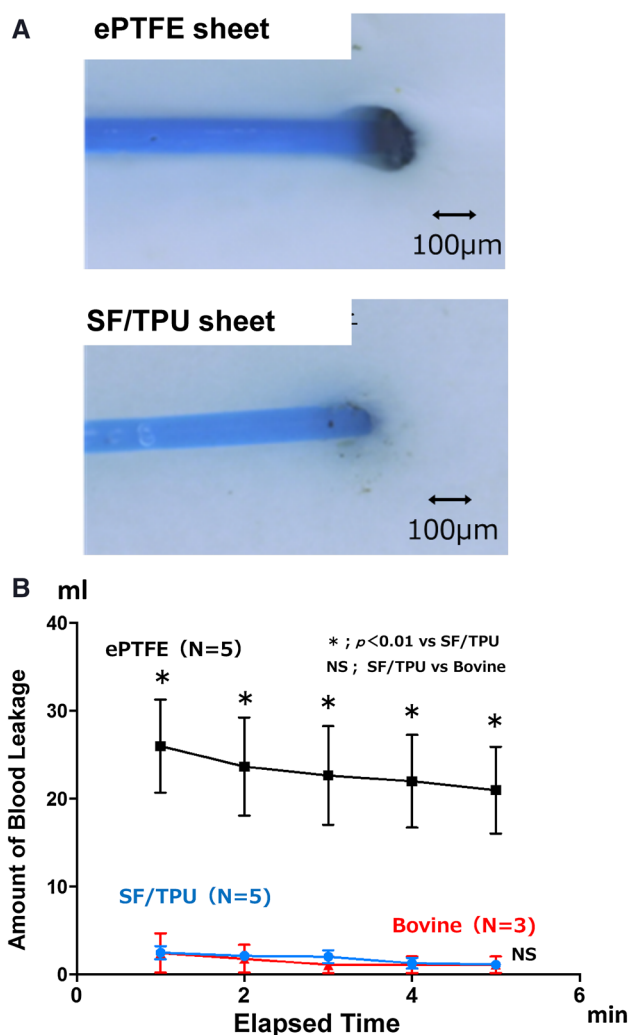 A
ePTFE sheet
100μm
SF/TPU sheet
100μm
B
ml
40
ePTFE (N=5)
* ; p<0.01 vs SF/TPU
NS ; SF/TPU vs Bovine
* * * * *
30
Amount of Blood Leakage
20
10
SF/TPU (N=5)
Bovine (N=3)
NS
0
0 2 4 6
min
Elapsed Time